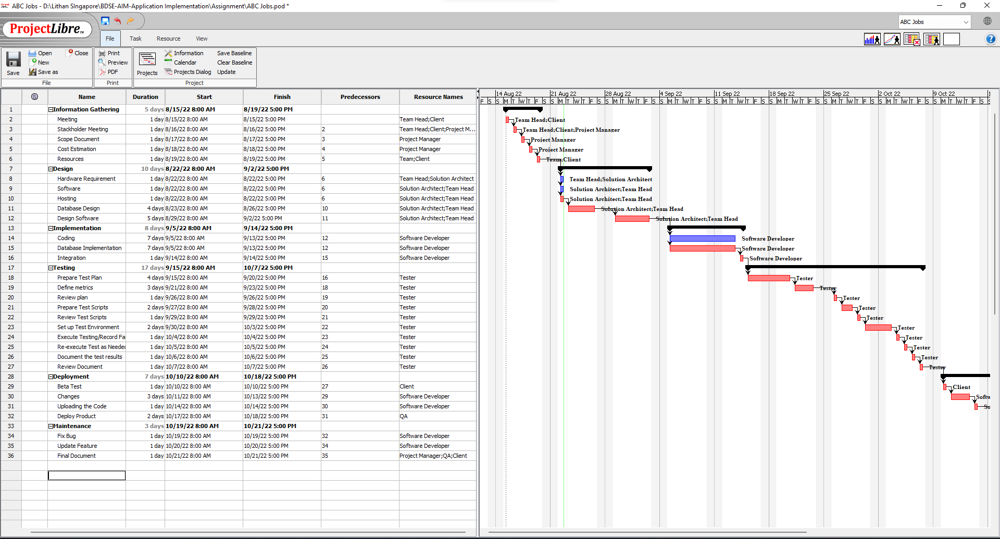 ABC Jobs - D:\Lithan SIngapore\BDSE-AIM-Application Implementation\Assignment\ABC Jobs.pod *
ProjectLibre™
ABC Jobs
File Task Resource View
Save Open New Save as Close
File
Print Preview PDF
Print
Projects Information Calendar Projects Dialog Save Baseline Clear Baseline Update
Project
Name Duration Start Finish Predecessors Resource Names
1 Information Gathering 5 days 8/15/22 8:00 AM 8/19/22 5:00 PM
2 Meeting 1 day 8/15/22 8:00 AM 8/15/22 5:00 PM Team Head;Client
3 Stackholder Meeting 1 day 8/16/22 8:00 AM 8/16/22 5:00 PM 2 Team Head;Client;Project M...
4 Scope Document 1 day 8/17/22 8:00 AM 8/17/22 5:00 PM 3 Project Manager
5 Cost Estimation 1 day 8/18/22 8:00 AM 8/18/22 5:00 PM 4 Project Manager
6 Resources 1 day 8/19/22 8:00 AM 8/19/22 5:00 PM 5 Team;Client
7 Design 10 days 8/22/22 8:00 AM 9/2/22 5:00 PM
8 Hardware Requirement 1 day 8/22/22 8:00 AM 8/22/22 5:00 PM 6 Team Head;Solution Architect
9 Software 1 day 8/22/22 8:00 AM 8/22/22 5:00 PM 6 Solution Architect;Team Head
10 Hosting 1 day 8/22/22 8:00 AM 8/22/22 5:00 PM 6 Solution Architect;Team Head
11 Database Design 4 days 8/23/22 8:00 AM 8/26/22 5:00 PM 10 Solution Architect;Team Head
12 Design Software 5 days 8/29/22 8:00 AM 9/2/22 5:00 PM 11 Solution Architect;Team Head
13 Implementation 8 days 9/5/22 8:00 AM 9/14/22 5:00 PM
14 Coding 7 days 9/5/22 8:00 AM 9/13/22 5:00 PM 12 Software Developer
15 Database Implementation 7 days 9/5/22 8:00 AM 9/13/22 5:00 PM 12 Software Developer
16 Integration 1 day 9/14/22 8:00 AM 9/14/22 5:00 PM 15 Software Developer
17 Testing 17 days 9/15/22 8:00 AM 10/7/22 5:00 PM
18 Prepare Test Plan 4 days 9/15/22 8:00 AM 9/20/22 5:00 PM 16 Tester
19 Define metrics 3 days 9/21/22 8:00 AM 9/23/22 5:00 PM 18 Tester
20 Review plan 1 day 9/26/22 8:00 AM 9/26/22 5:00 PM 19 Tester
21 Prepare Test Scripts 2 days 9/27/22 8:00 AM 9/28/22 5:00 PM 20 Tester
22 Review Test Scripts 1 day 9/29/22 8:00 AM 9/29/22 5:00 PM 21 Tester
23 Set up Test Environment 2 days 9/30/22 8:00 AM 10/3/22 5:00 PM 22 Tester
24 Execute Testing/Record Fa 1 day 10/4/22 8:00 AM 10/4/22 5:00 PM 23 Tester
25 Re-execute Test as Needed 1 day 10/5/22 8:00 AM 10/5/22 5:00 PM 24 Tester
26 Document the test results 1 day 10/6/22 8:00 AM 10/6/22 5:00 PM 25 Tester
27 Review Document 1 day 10/7/22 8:00 AM 10/7/22 5:00 PM 26 Tester
28 Deployment 7 days 10/10/22 8:00 AM 10/18/22 5:00 PM
29 Beta Test 1 day 10/10/22 8:00 AM 10/10/22 5:00 PM 27 Client
30 Changes 3 days 10/11/22 8:00 AM 10/13/22 5:00 PM 29 Software Developer
31 Uploading the Code 1 day 10/14/22 8:00 AM 10/14/22 5:00 PM 30 Software Developer
32 Deploy Product 2 days 10/17/22 8:00 AM 10/18/22 5:00 PM 31 QA
33 Maintenance 3 days 10/19/22 8:00 AM 10/21/22 5:00 PM
34 Fix Bug 1 day 10/19/22 8:00 AM 10/19/22 5:00 PM 32 Software Developer
35 Update Feature 1 day 10/20/22 8:00 AM 10/20/22 5:00 PM 34 Software Developer
36 Final Document 1 day 10/21/22 8:00 AM 10/21/22 5:00 PM 35 Project Manager;QA;Client
14 Aug 22 21 Aug 22 28 Aug 22 4 Sep 22 11 Sep 22 18 Sep 22 25 Sep 22 2 Oct 22 9 Oct 22 1
F S S M T W T F S S M T W T F S S M T W T F S S M T W T F S S M T W T F S S M T W T F S S M T W T F S S M T W T F S S M T W T F S S M T W T F S S
Team Head;Client
Team Head;Client;Project Manager
Project Manager
Project Manager
Team;Client
Team Head;Solution Architect
Solution Architect;Team Head
Solution Architect;Team Head
Solution Architect;Team Head
Solution Architect;Team Head
Software Developer
Software Developer
Software Developer
Tester
Tester
Tester
Tester
Tester
Tester
Tester
Tester
Tester
Tester
Client
Softw
So